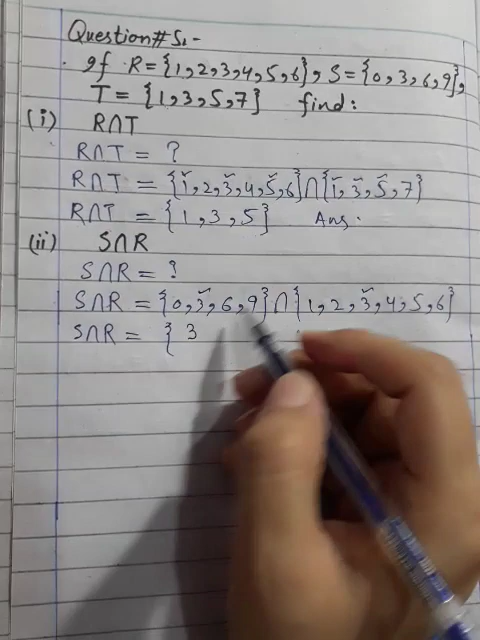 Question#5:-
If R={1,2,3,4,5,6}, S={0,3,6,9},
T={1,3,5,7} find:
(i) R∩T
R∩T = ?
R∩T = {1,2,3,4,5,6}∩{1,3,5,7}
R∩T = {1,3,5} Ans.
(ii) S∩R
S∩R = ?
S∩R = {0,3,6,9}∩{1,2,3,4,5,6}
S∩R = {3